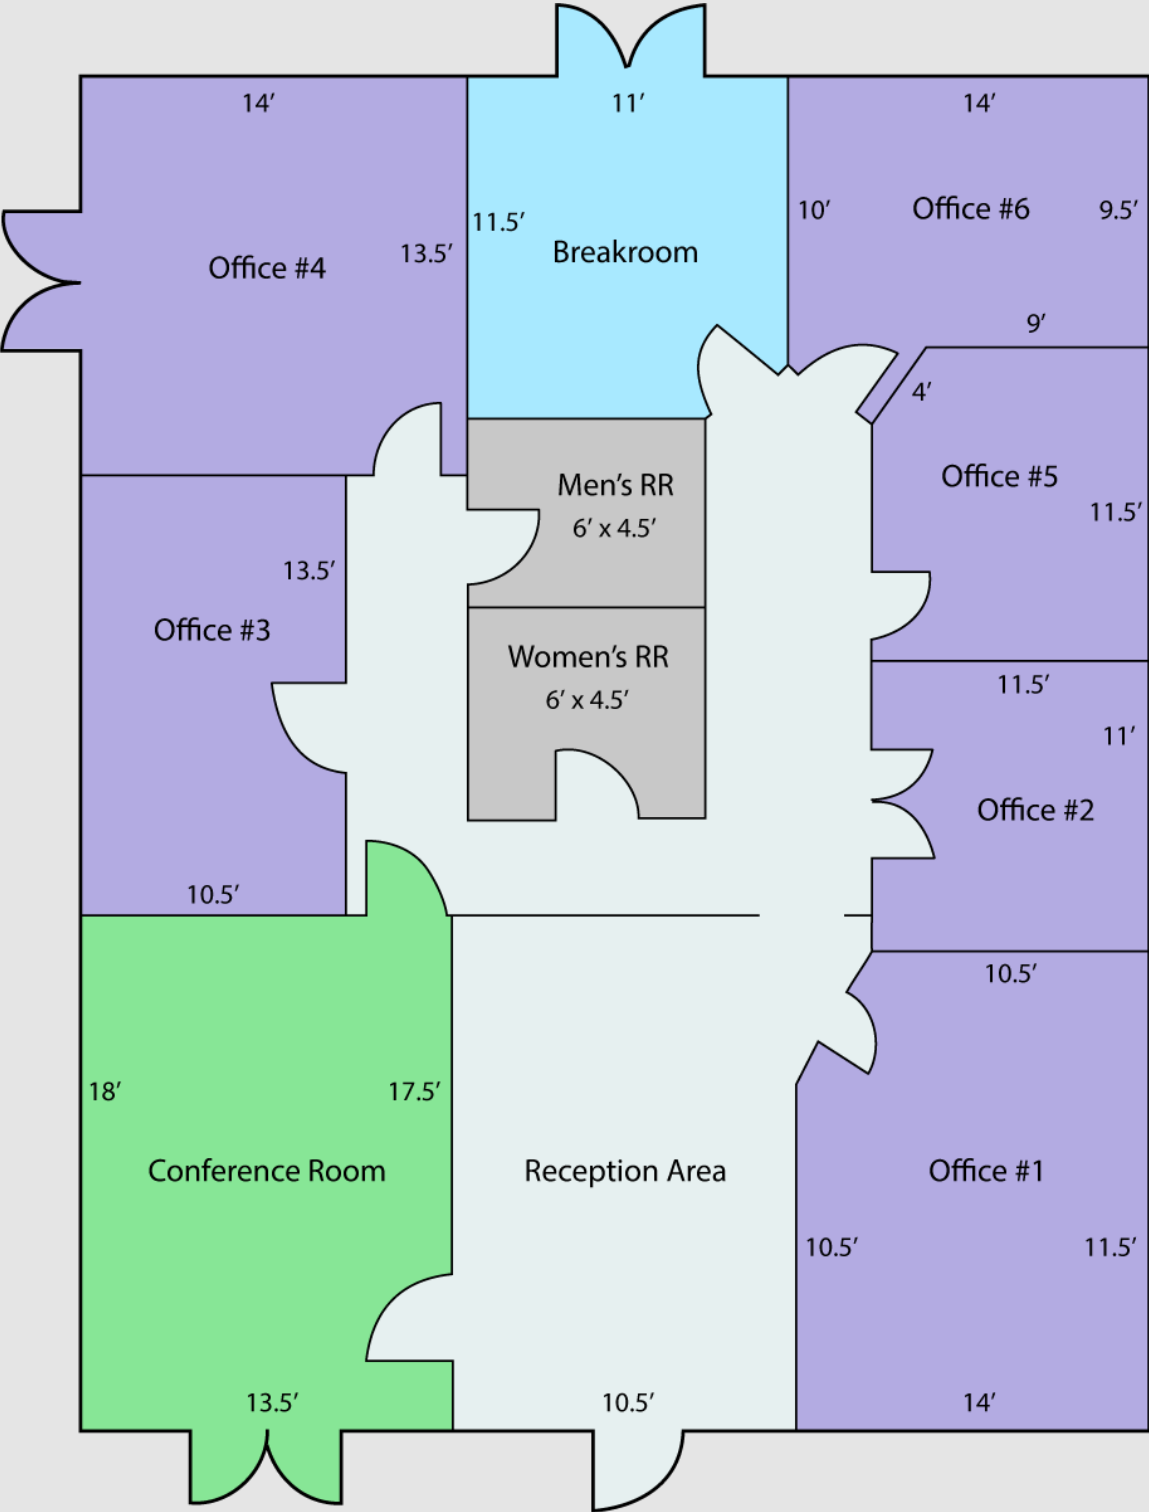 14′
11′
14′
Office #4
13.5′
11.5′
Breakroom
10′
Office #6
9.5′
9′
4′
Men’s RR
6′ x 4.5′
Office #5
11.5′
13.5′
Office #3
10.5′
Women’s RR
6′ x 4.5′
11.5′
11′
Office #2
10.5′
18′
17.5′
Conference Room
13.5′
Reception Area
10.5′
Office #1
10.5′
11.5′
14′